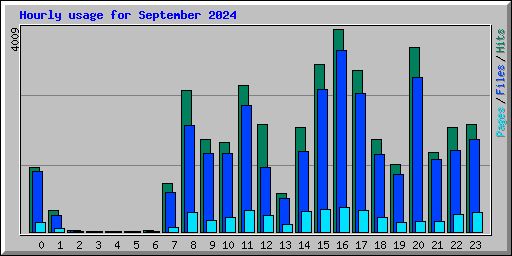 Hourly usage for September 2024
4009
Pages/Files/Hits
0 1 2 3 4 5 6 7 8 9 10 11 12 13 14 15 16 17 18 19 20 21 22 23